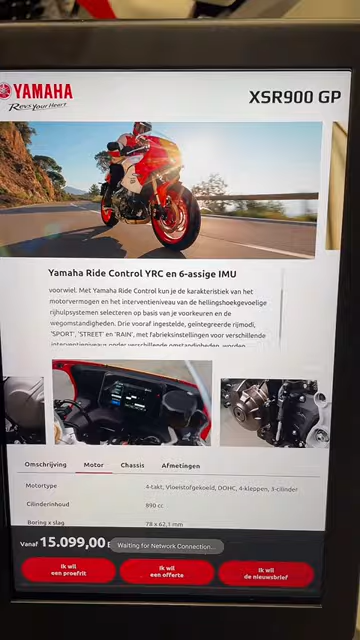 YAMAHA
Revs Your Heart
XSR900 GP
Yamaha Ride Control YRC en 6-assige IMU
voorwiel. Met Yamaha Ride Control kun je de karakteristiek van het
motorvermogen en het interventieniveau van de hellingshoekgevoelige
rijhulpsystemen selecteren op basis van je voorkeuren en de
wegomstandigheden. Drie vooraf ingestelde, geïntegreerde rijmodi,
'SPORT', 'STREET' en 'RAIN', met fabrieksinstellingen voor verschillende
interventieniveau onder verschillende omstandigheden, worden
Omschrijving Motor Chassis Afmetingen
Motortype 4-takt, Vloeistofgekoeld, DOHC, 4-kleppen, 3-cilinder
Cilinderinhoud 890 cc
Boring x slag 78 x 62,1 mm
Vanaf 15.099,00 E
Waiting for Network Connection...
Ik wil
een proefrit
Ik wil
een offerte
Ik wil
de nieuwsbrief